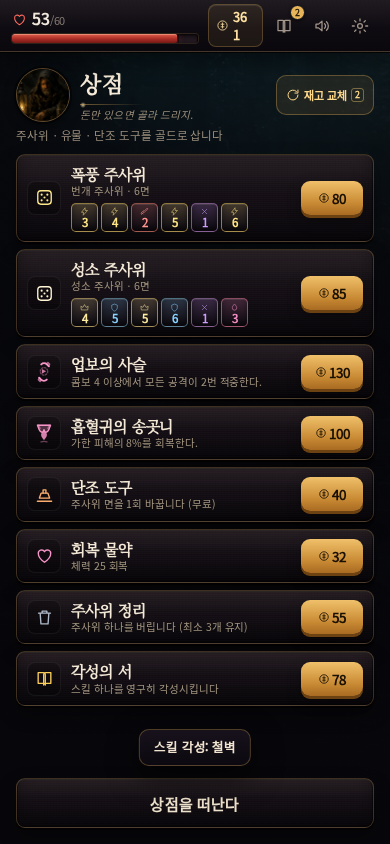 53/60
36
1
2
상점
돈만 있으면 골라 드리지.
재고 교체 2
주사위 · 유물 · 단조 도구를 골드로 삽니다
폭풍 주사위
번개 주사위 · 6면
3 4 2 5 1 6
80
성소 주사위
성소 주사위 · 6면
4 5 5 6 1 3
85
업보의 사슬
콤보 4 이상에서 모든 공격이 2번 적중한다.
130
흡혈귀의 송곳니
가한 피해의 8%를 회복한다.
100
단조 도구
주사위 면을 1회 바꿉니다 (무료)
40
회복 물약
체력 25 회복
32
주사위 정리
주사위 하나를 버립니다 (최소 3개 유지)
55
각성의 서
스킬 하나를 영구히 각성시킵니다
78
스킬 각성: 철벽
상점을 떠난다